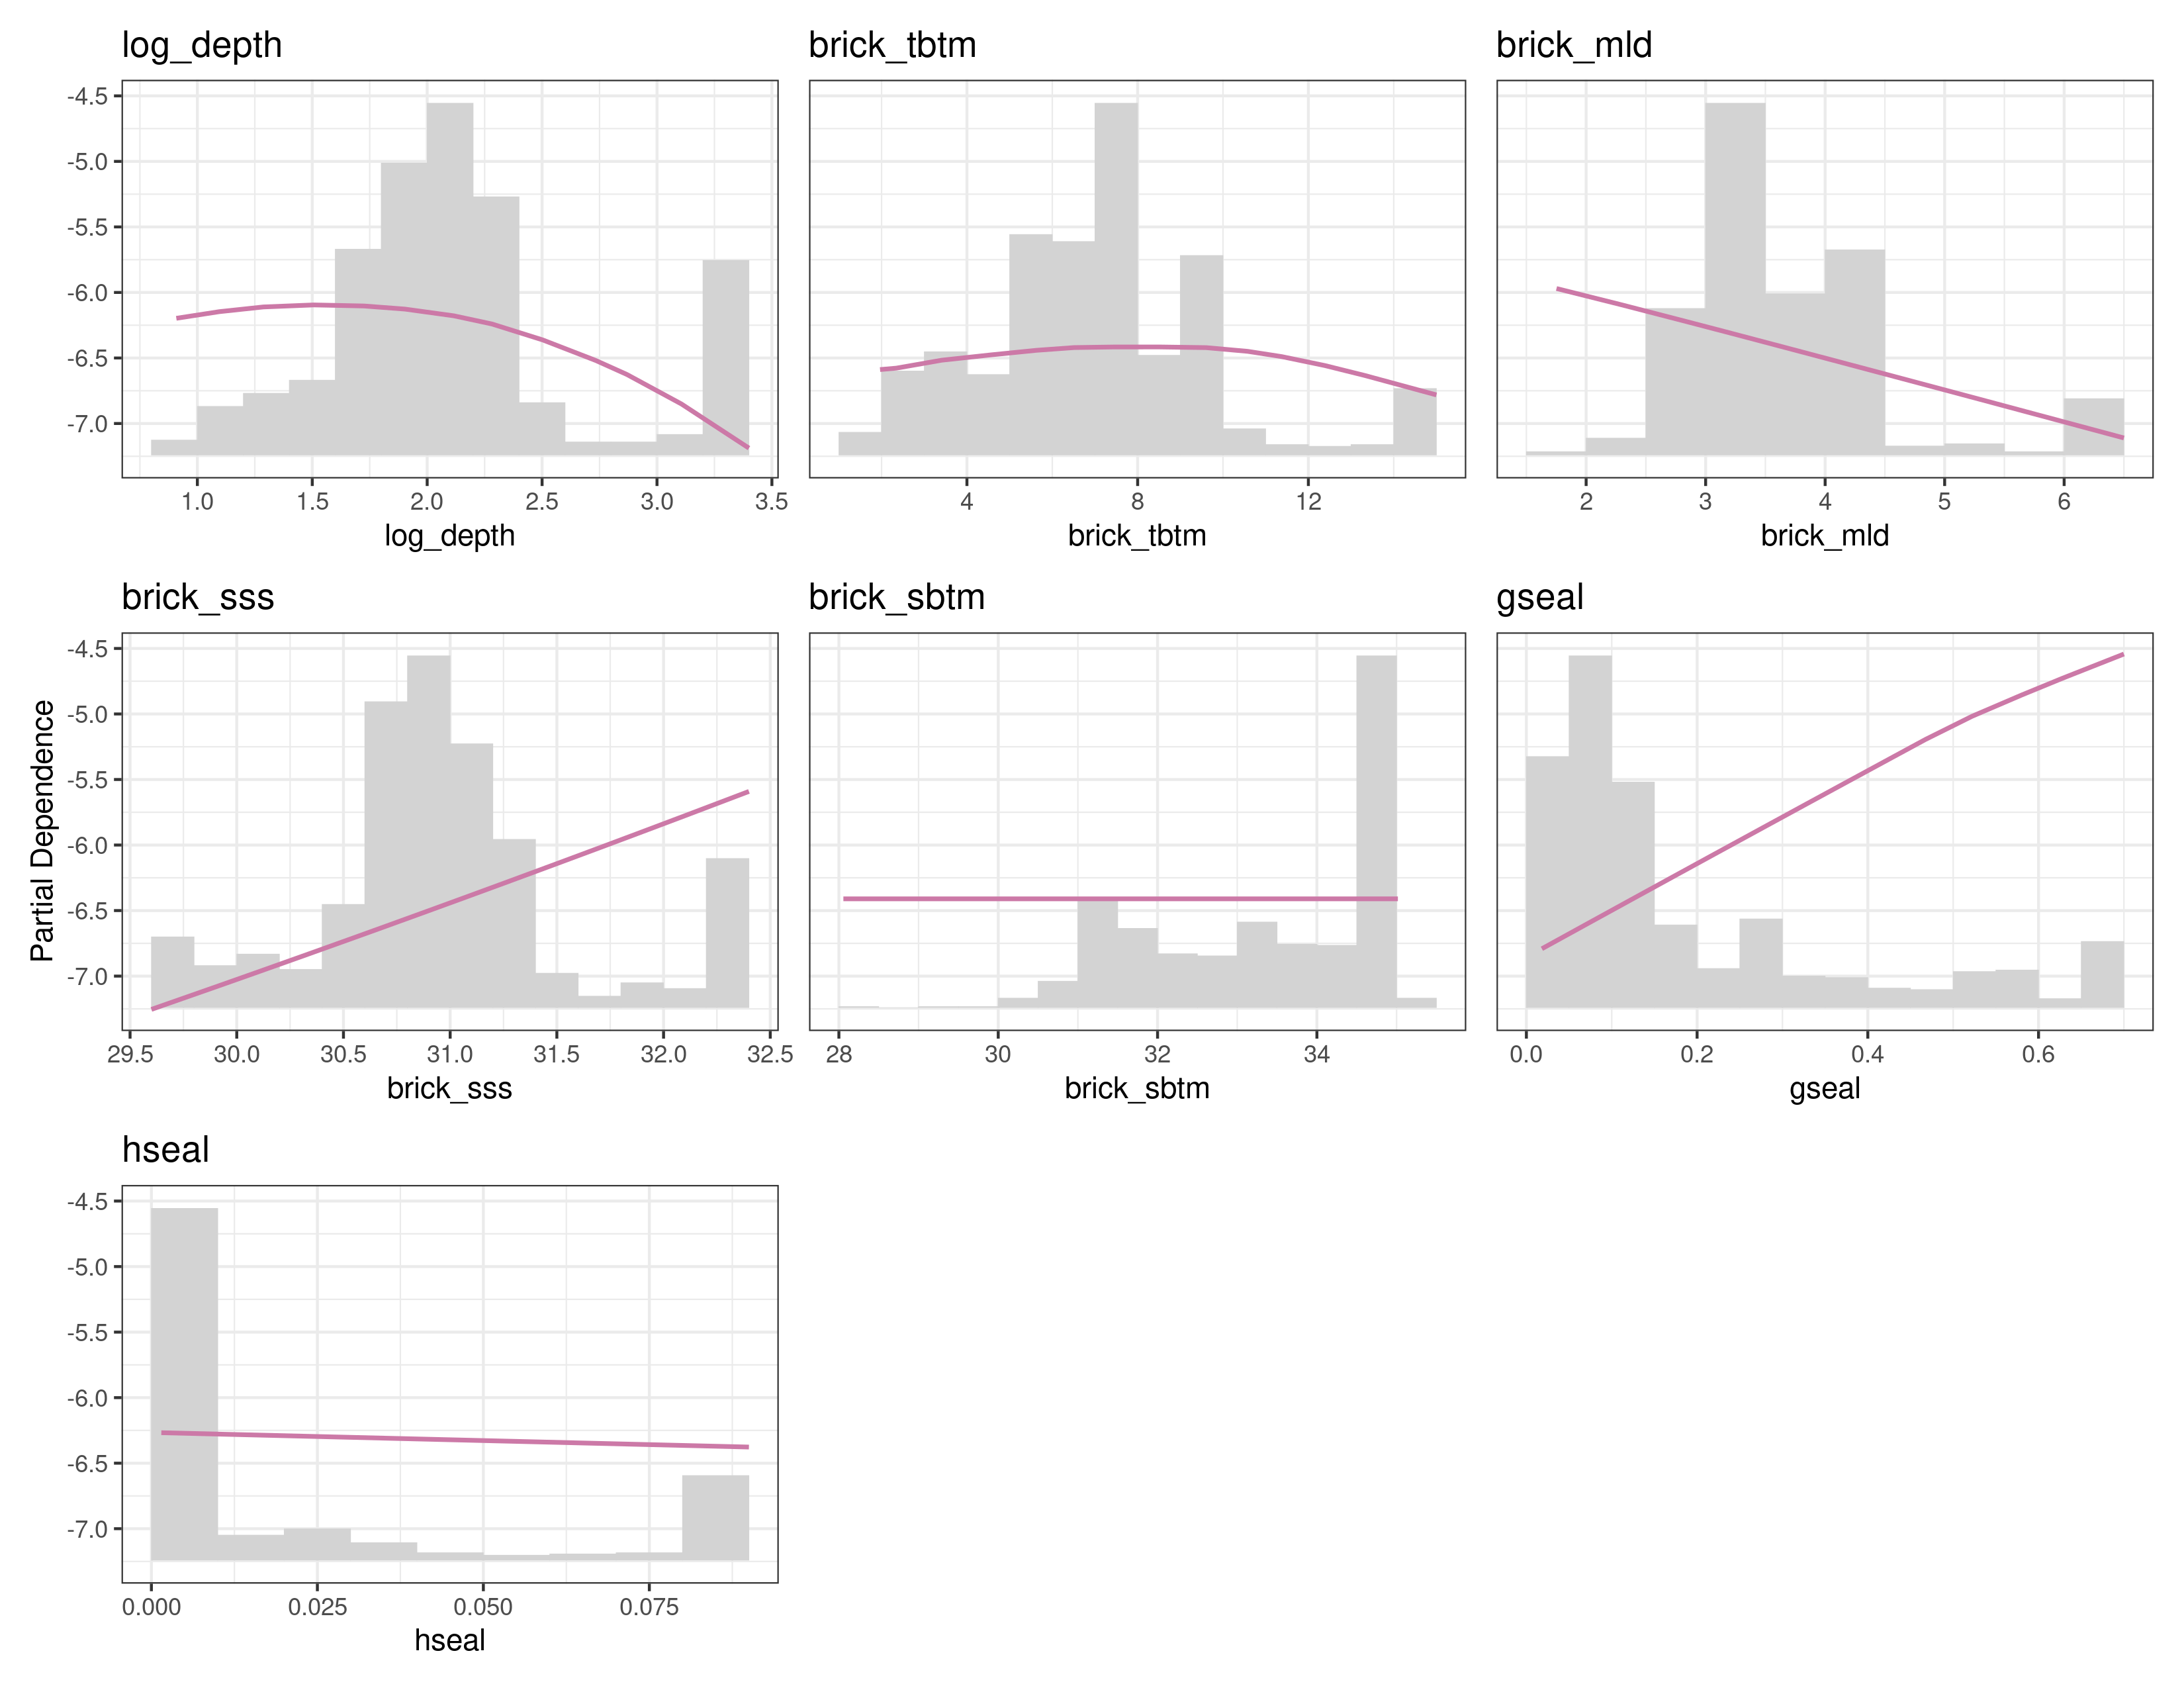 log_depth
brick_tbtm
brick_mld
-4.5
-5.0
-5.5
-6.0
-6.5
-7.0
1.0 1.5 2.0 2.5 3.0 3.5
4 8 12
2 3 4 5 6
log_depth
brick_tbtm
brick_mld
brick_sss
brick_sbtm
gseal
Partial Dependence
-4.5
-5.0
-5.5
-6.0
-6.5
-7.0
29.5 30.0 30.5 31.0 31.5 32.0 32.5
28 30 32 34
0.0 0.2 0.4 0.6
brick_sss
brick_sbtm
gseal
hseal
-4.5
-5.0
-5.5
-6.0
-6.5
-7.0
0.000 0.025 0.050 0.075
hseal